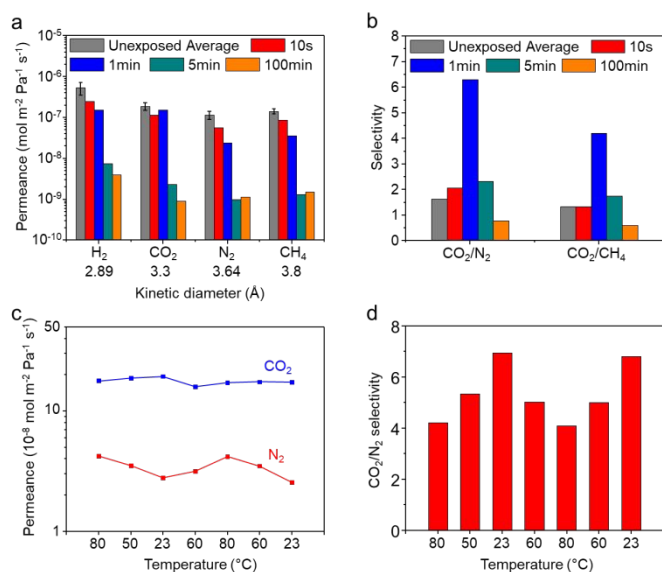 a
Unexposed Average 10s
1min 5min 100min
Permeance (mol m⁻² Pa⁻¹ s⁻¹)
10⁻⁵
10⁻⁶
10⁻⁷
10⁻⁸
10⁻⁹
10⁻¹⁰
H₂ CO₂ N₂ CH₄
2.89 3.3 3.64 3.8
Kinetic diameter (Å)
b
Unexposed Average 10s
1min 5min 100min
Selectivity
8
7
6
5
4
3
2
1
0
CO₂/N₂ CO₂/CH₄
c
Permeance (10⁻⁸ mol m⁻² Pa⁻¹ s⁻¹)
50
10
1
CO₂
N₂
80 50 23 60 80 60 23
Temperature (°C)
d
CO₂/N₂ selectivity
8
6
4
2
0
80 50 23 60 80 60 23
Temperature (°C)